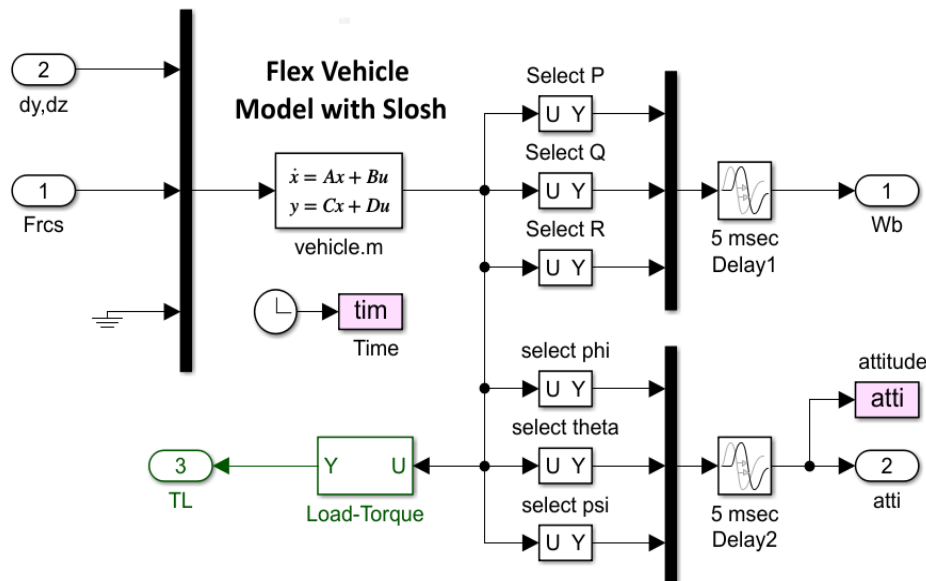 2
dy,dz
1
Frcs
Flex Vehicle
Model with Slosh
ẋ = Ax + Bu
y = Cx + Du
vehicle.m
tim
Time
Select P
U Y
Select Q
U Y
Select R
U Y
5 msec
Delay1
1
Wb
select phi
U Y
select theta
U Y
select psi
U Y
5 msec
Delay2
attitude
atti
2
atti
3
TL
Y U
Load-Torque